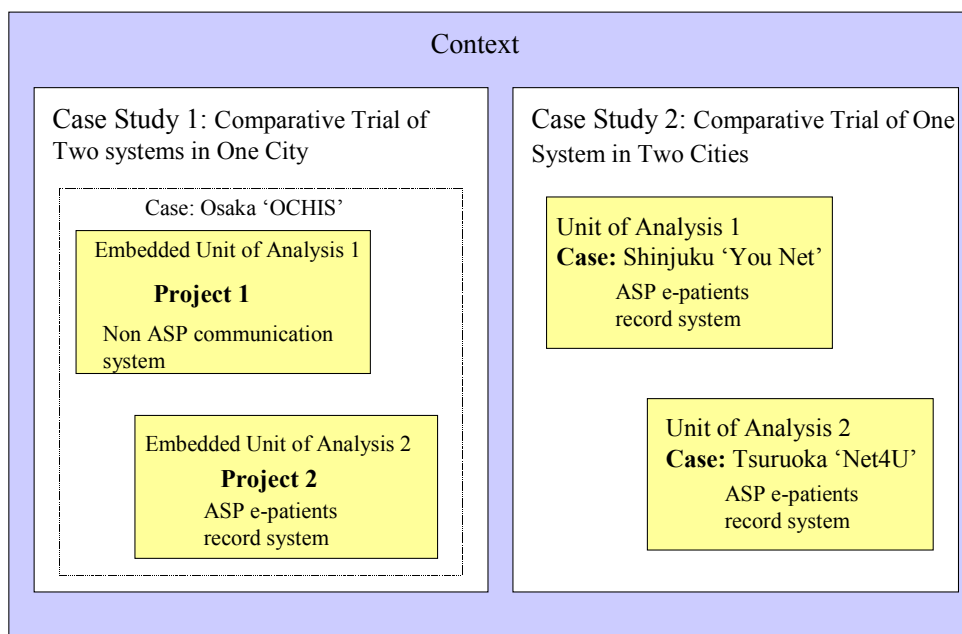 Context
Case Study 1: Comparative Trial of
Two systems in One City
Case: Osaka ‘OCHIS’
Embedded Unit of Analysis 1
Project 1
Non ASP communication
system
Embedded Unit of Analysis 2
Project 2
ASP e-patients
record system
Case Study 2: Comparative Trial of One
System in Two Cities
Unit of Analysis 1
Case: Shinjuku ‘You Net’
ASP e-patients
record system
Unit of Analysis 2
Case: Tsuruoka ‘Net4U’
ASP e-patients
record system